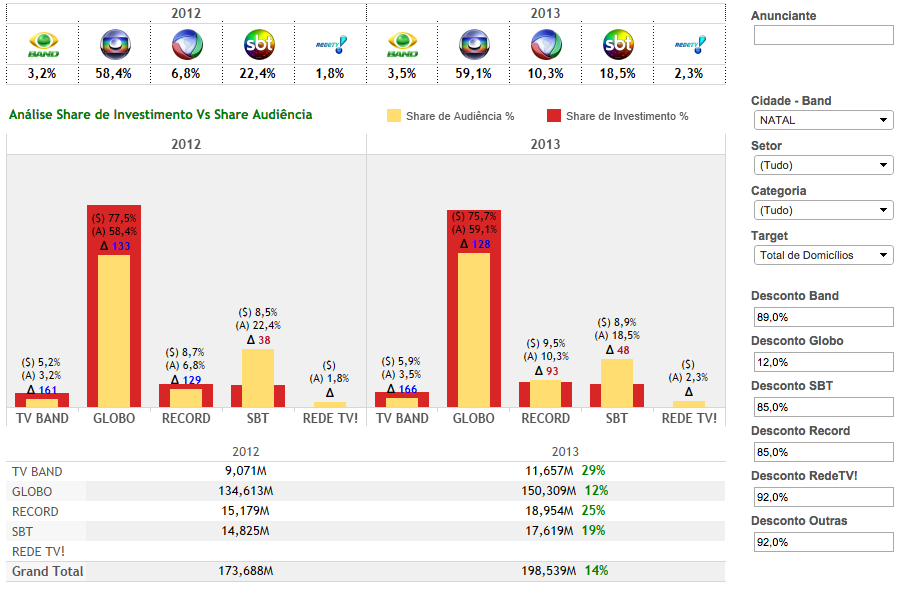 2012 2013
BAND sbt REDETV! BAND sbt REDETV!
3,2% 58,4% 6,8% 22,4% 1,8% 3,5% 59,1% 10,3% 18,5% 2,3%
Análise Share de Investimento Vs Share Audiência
Share de Audiência % Share de Investimento %
2012 2013
($) 77,5%
(A) 58,4%
Δ 133
($) 75,7%
(A) 59,1%
Δ 128
($) 5,2%
(A) 3,2%
Δ 161
($) 8,7%
(A) 6,8%
Δ 129
($) 8,5%
(A) 22,4%
Δ 38
($)
(A) 1,8%
Δ
($) 5,9%
(A) 3,5%
Δ 166
($) 9,5%
(A) 10,3%
Δ 93
($) 8,9%
(A) 18,5%
Δ 48
($)
(A) 2,3%
Δ
TV BAND GLOBO RECORD SBT REDE TV! TV BAND GLOBO RECORD SBT REDE TV!
2012 2013
TV BAND 9,071M 11,657M 29%
GLOBO 134,613M 150,309M 12%
RECORD 15,179M 18,954M 25%
SBT 14,825M 17,619M 19%
REDE TV!
Grand Total 173,688M 198,539M 14%
Anunciante
Cidade - Band
NATAL
Setor
(Tudo)
Categoria
(Tudo)
Target
Total de Domicílios
Desconto Band
89,0%
Desconto Globo
12,0%
Desconto SBT
85,0%
Desconto Record
85,0%
Desconto RedeTV!
92,0%
Desconto Outras
92,0%